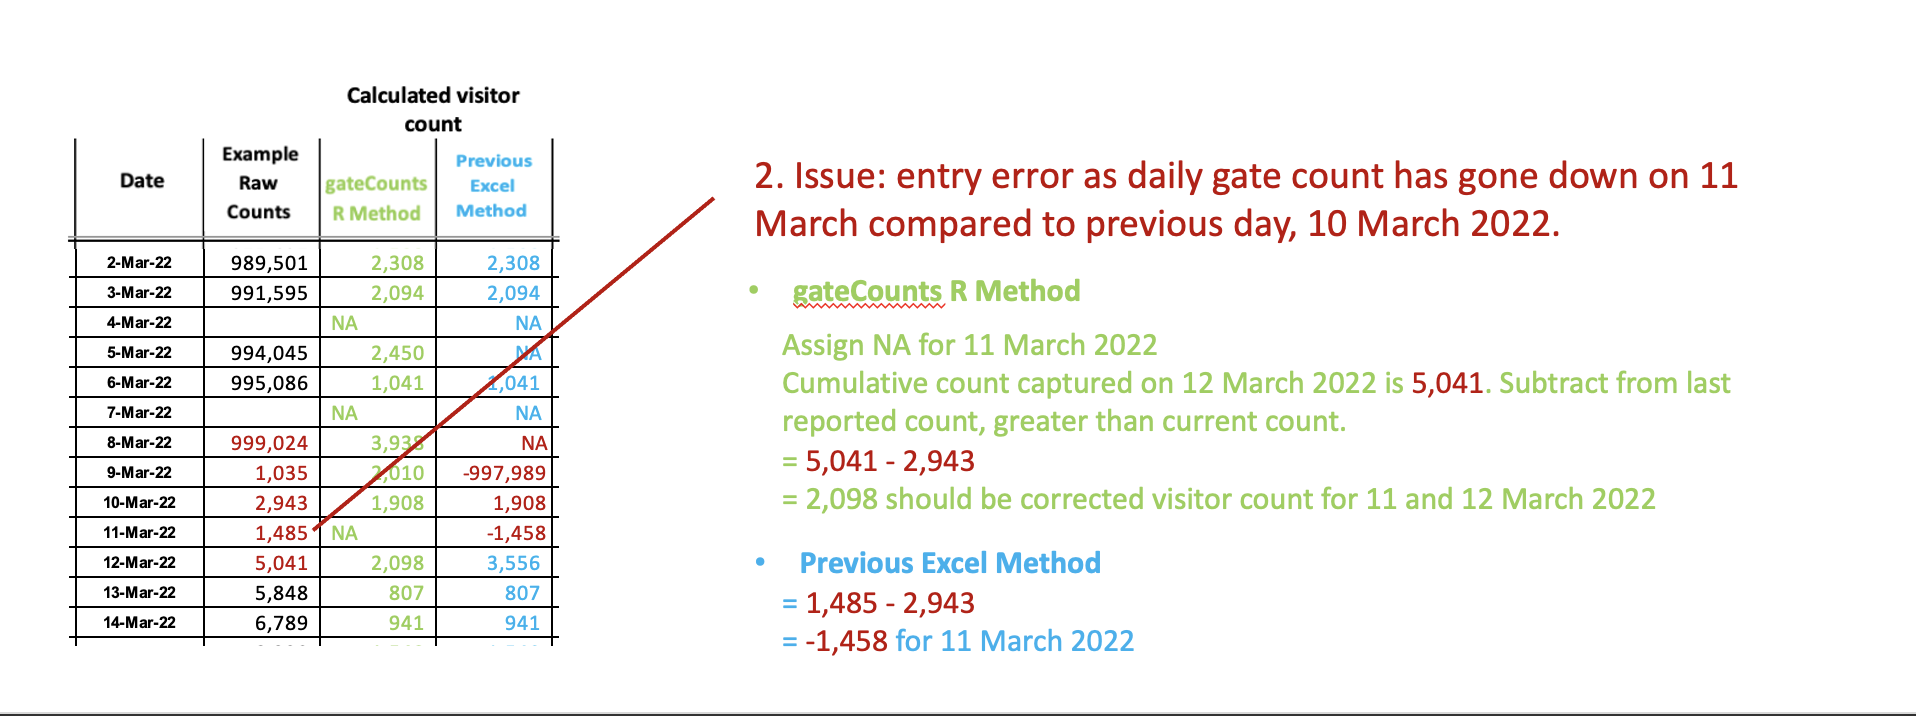 Calculated visitor
count
Date
Example
Raw
Counts
gateCounts
R Method
Previous
Excel
Method
2-Mar-22 989,501 2,308 2,308
3-Mar-22 991,595 2,094 2,094
4-Mar-22 NA NA
5-Mar-22 994,045 2,450 NA
6-Mar-22 995,086 1,041 1,041
7-Mar-22 NA NA
8-Mar-22 999,024 3,938 NA
9-Mar-22 1,035 2,010 -997,989
10-Mar-22 2,943 1,908 1,908
11-Mar-22 1,485 NA -1,458
12-Mar-22 5,041 2,098 3,556
13-Mar-22 5,848 807 807
14-Mar-22 6,789 941 941
2. Issue: entry error as daily gate count has gone down on 11
March compared to previous day, 10 March 2022.
• gateCounts R Method
Assign NA for 11 March 2022
Cumulative count captured on 12 March 2022 is 5,041. Subtract from last
reported count, greater than current count.
= 5,041 - 2,943
= 2,098 should be corrected visitor count for 11 and 12 March 2022
• Previous Excel Method
= 1,485 - 2,943
= -1,458 for 11 March 2022